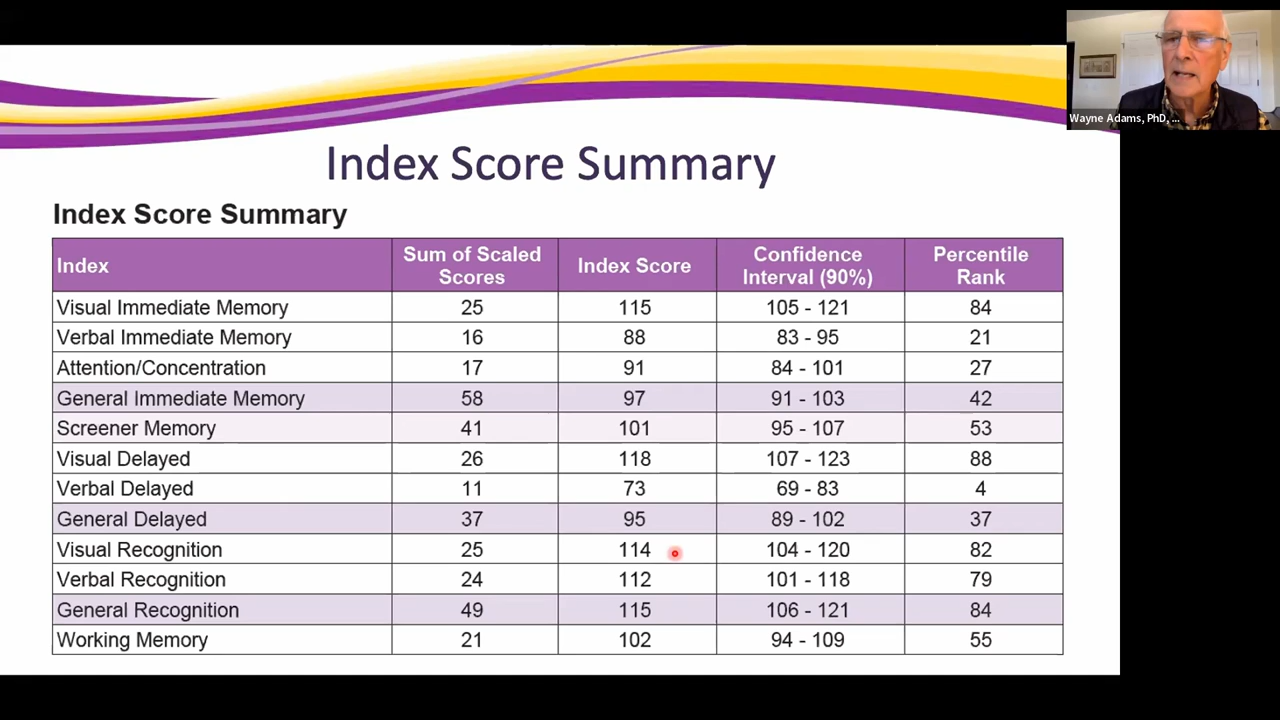 Wayne Adams, PhD, ...
Index Score Summary
Index Score Summary
Index Sum of Scaled Scores Index Score Confidence Interval (90%) Percentile Rank
Visual Immediate Memory 25 115 105 - 121 84
Verbal Immediate Memory 16 88 83 - 95 21
Attention/Concentration 17 91 84 - 101 27
General Immediate Memory 58 97 91 - 103 42
Screener Memory 41 101 95 - 107 53
Visual Delayed 26 118 107 - 123 88
Verbal Delayed 11 73 69 - 83 4
General Delayed 37 95 89 - 102 37
Visual Recognition 25 114 104 - 120 82
Verbal Recognition 24 112 101 - 118 79
General Recognition 49 115 106 - 121 84
Working Memory 21 102 94 - 109 55